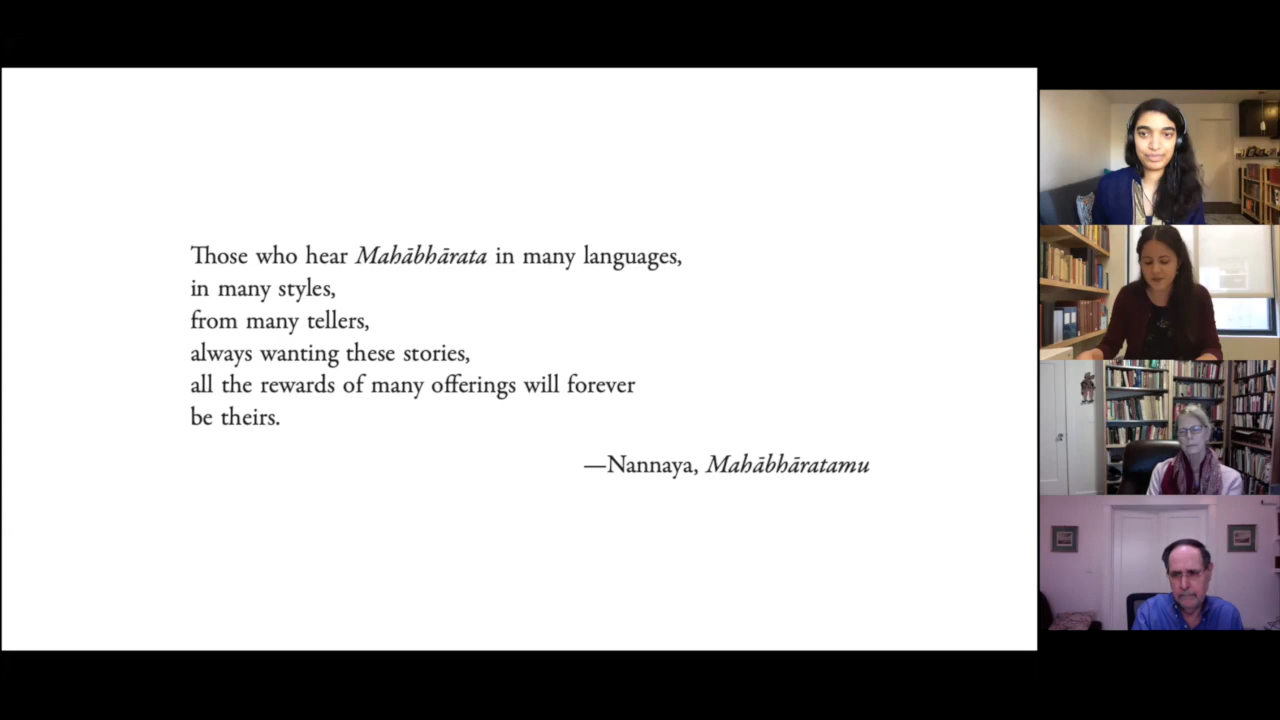 Those who hear Mahābhārata in many languages,
in many styles,
from many tellers,
always wanting these stories,
all the rewards of many offerings will forever
be theirs.
—Nannaya, Mahābhāratamu